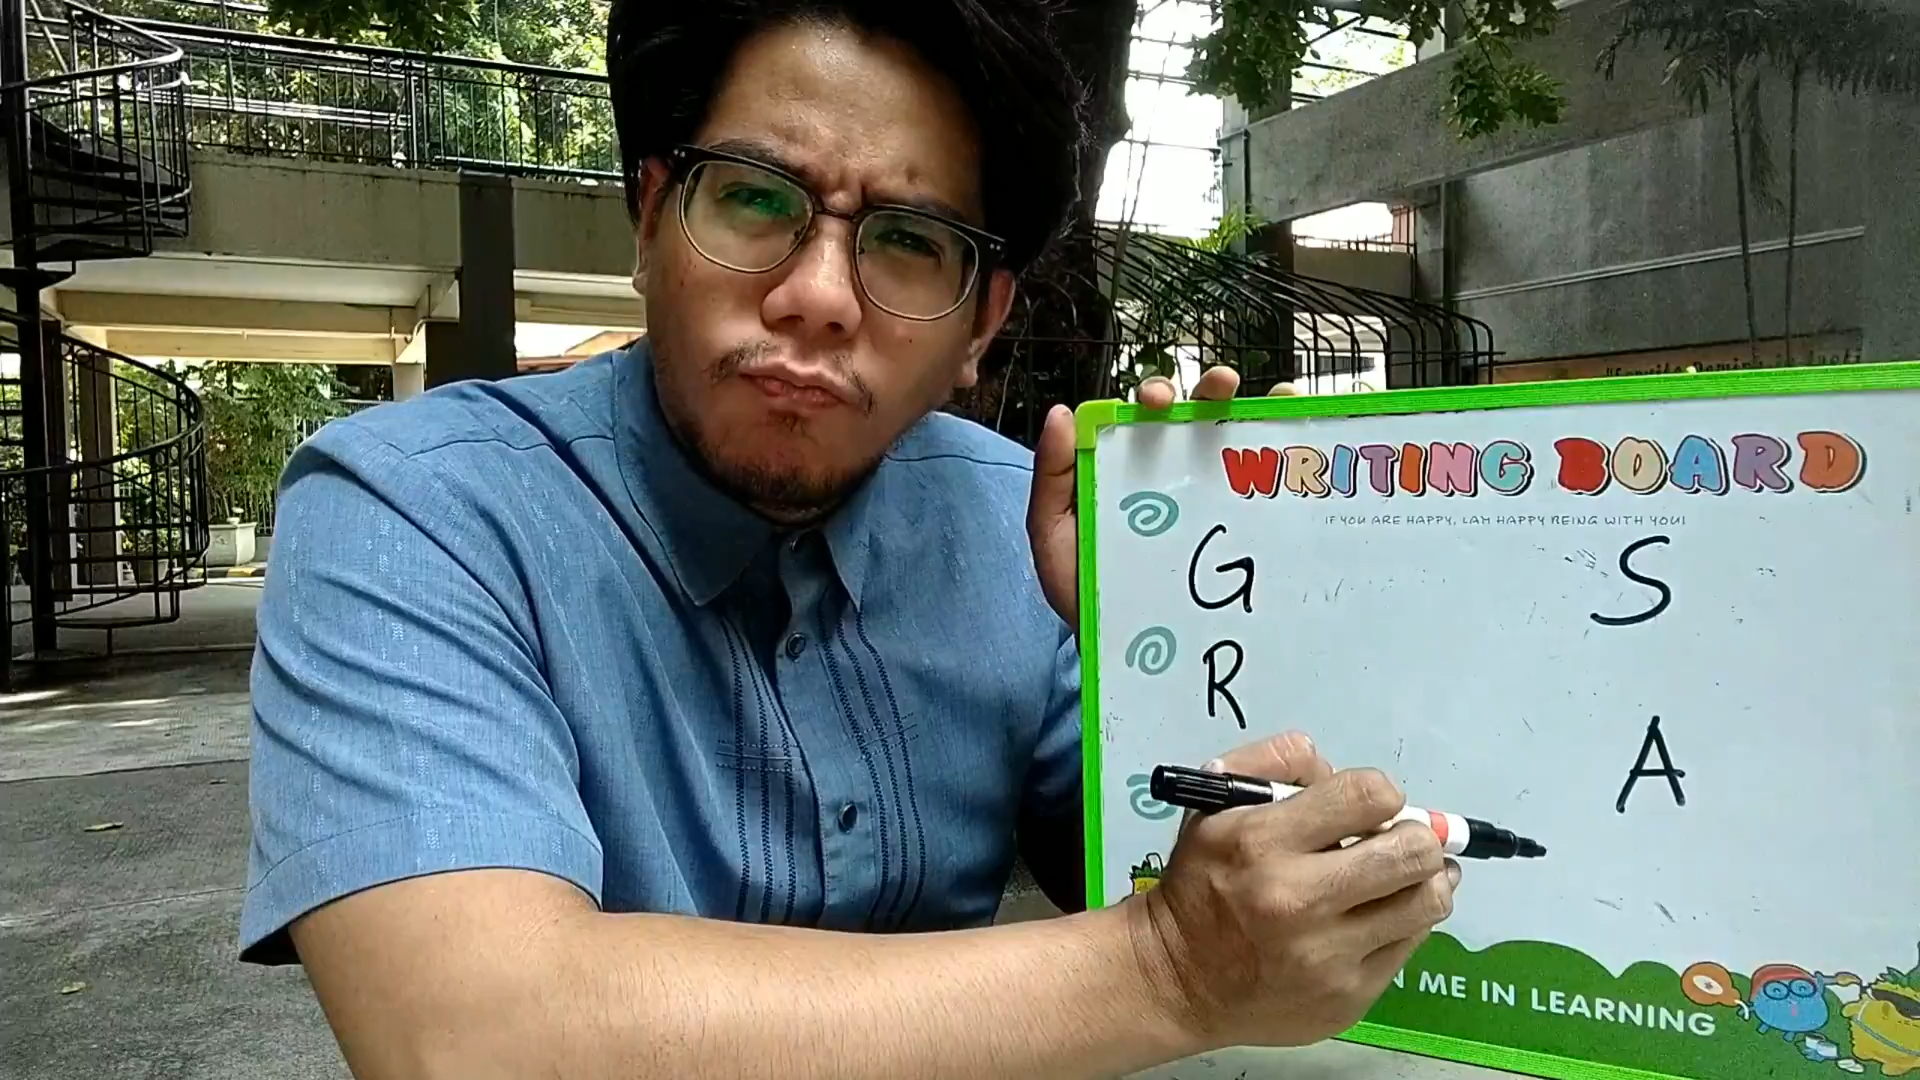 WRITING BOARD
IF YOU ARE HAPPY, I AM HAPPY BEING WITH YOU!
G S
R
A
ME IN LEARNING